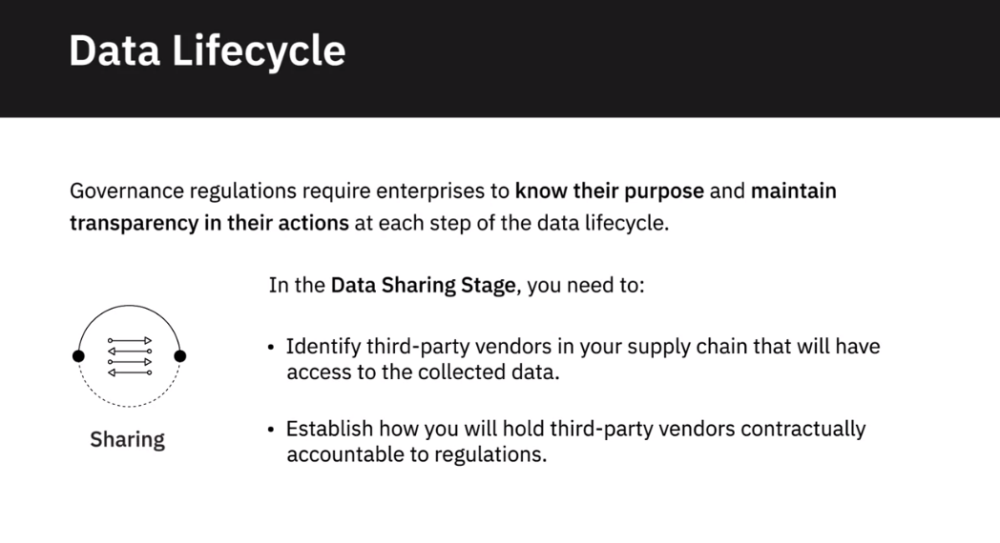 Data Lifecycle
Governance regulations require enterprises to know their purpose and maintain
transparency in their actions at each step of the data lifecycle.
In the Data Sharing Stage, you need to:
• Identify third-party vendors in your supply chain that will have
access to the collected data.
• Establish how you will hold third-party vendors contractually
accountable to regulations.
Sharing